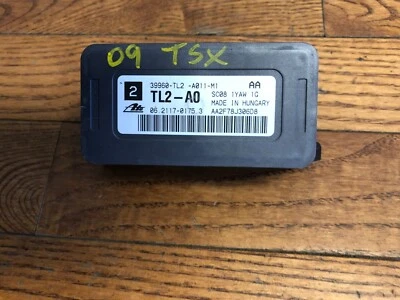 09 TSX
39960-TL2 -A011-M1 AA
2 TL2-A0 SC08 1YAW 1G
MADE IN HUNGARY
Ate 06.2117-0175.3 AA2F78J306D8